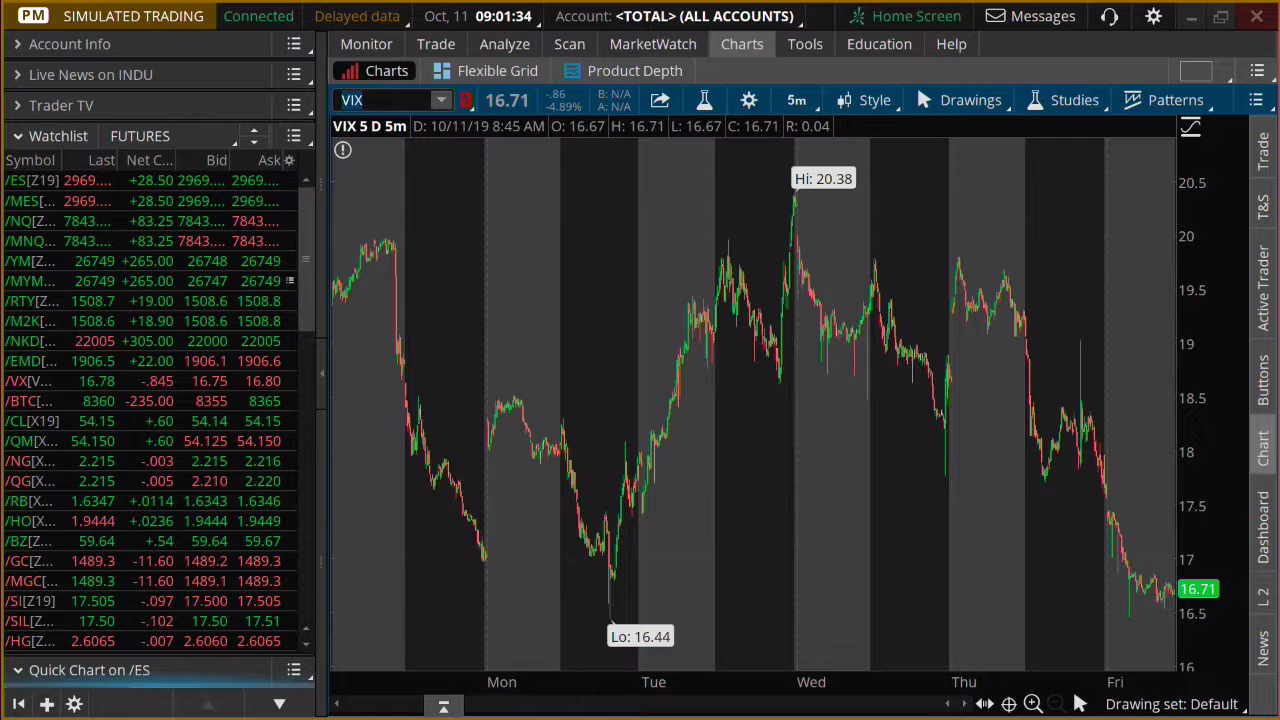 PM SIMULATED TRADING Connected Delayed data Oct, 11 09:01:34 Account: <TOTAL> (ALL ACCOUNTS) Home Screen Messages
Account Info
Live News on INDU
Trader TV
Watchlist FUTURES
Symbol Last Net C... Bid Ask
/ES[Z19] 2969.... +28.50 2969.... 2969....
/MES[... 2969.... +28.50 2969.... 2969....
/NQ[Z... 7843.... +83.25 7843.... 7843....
/MNQ... 7843.... +83.25 7843.... 7843....
/YM[Z... 26749 +265.00 26748 26749
/MYM... 26749 +265.00 26747 26749
/RTY[Z... 1508.7 +19.00 1508.6 1508.8
/M2K[... 1508.6 +18.90 1508.6 1508.8
/NKD[... 22005 +305.00 22000 22005
/EMD[... 1906.5 +22.00 1906.1 1906.6
/VX[V... 16.78 -.845 16.75 16.80
/BTC[... 8360 -235.00 8355 8365
/CL[X19] 54.15 +.60 54.14 54.15
/QM[... 54.150 +.60 54.125 54.150
/NG[X... 2.215 -.003 2.215 2.216
/QG[X... 2.215 -.005 2.210 2.220
/RB[X... 1.6347 +.0114 1.6343 1.6346
/HO[X... 1.9444 +.0236 1.9444 1.9449
/BZ[Z... 59.64 +.54 59.64 59.67
/GC[Z... 1489.3 -11.60 1489.2 1489.3
/MGC[... 1489.3 -11.60 1489.1 1489.3
/SI[Z19] 17.505 -.097 17.500 17.505
/SIL[... 17.50 -.102 17.50 17.51
/HG[... 2.6065 -.007 2.6060 2.6065
Quick Chart on /ES
Monitor Trade Analyze Scan MarketWatch Charts Tools Education Help
Charts Flexible Grid Product Depth
VIX 16.71 -.86 -4.89% B: N/A A: N/A 5m Style Drawings Studies Patterns
VIX 5 D 5m D: 10/11/19 8:45 AM O: 16.67 H: 16.71 L: 16.67 C: 16.71 R: 0.04
Hi: 20.38
Lo: 16.44
20.5
20
19.5
19
18.5
18
17.5
17
16.71
16.5
16
Mon Tue Wed Thu Fri
Drawing set: Default
Trade
T&S
Active Trader
Buttons
Chart
Dashboard
L 2
News